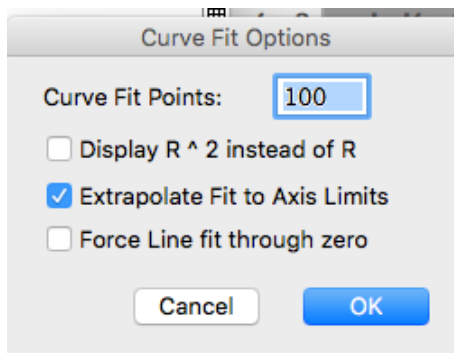 Curve Fit Options
Curve Fit Points: 100
Display R ^ 2 instead of R
Extrapolate Fit to Axis Limits
Force Line fit through zero
Cancel OK